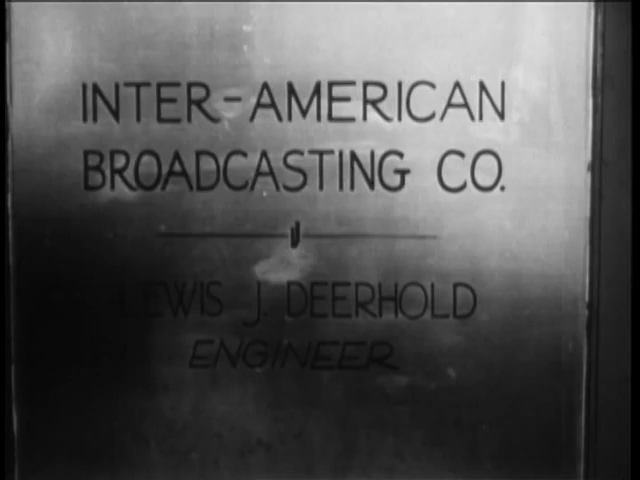 INTER-AMERICAN
BROADCASTING CO.
LEWIS J. DEERHOLD
ENGINEER